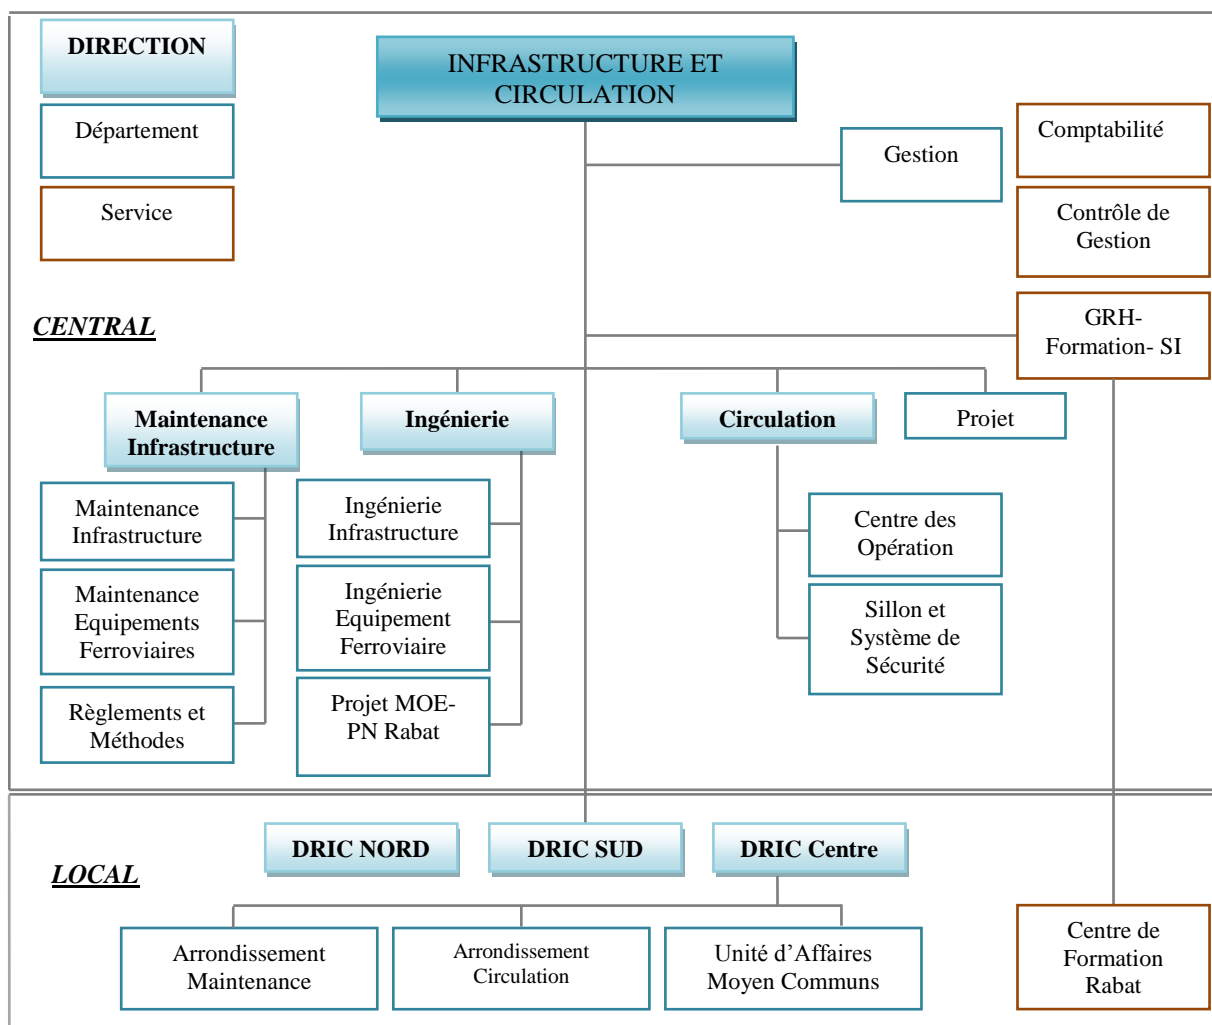 DIRECTION
INFRASTRUCTURE ET
CIRCULATION
Département
Gestion
Comptabilité
Service
Contrôle de
Gestion
CENTRAL
GRH-
Formation- SI
Maintenance
Infrastructure
Ingénierie
Circulation
Projet
Maintenance
Infrastructure
Maintenance
Equipements
Ferroviaires
Règlements et
Méthodes
Ingénierie
Infrastructure
Ingénierie
Equipement
Ferroviaire
Projet MOE-
PN Rabat
Centre des
Opération
Sillon et
Système de
Sécurité
LOCAL
DRIC NORD
DRIC SUD
DRIC Centre
Arrondissement
Maintenance
Arrondissement
Circulation
Unité d’Affaires
Moyen Communs
Centre de
Formation
Rabat